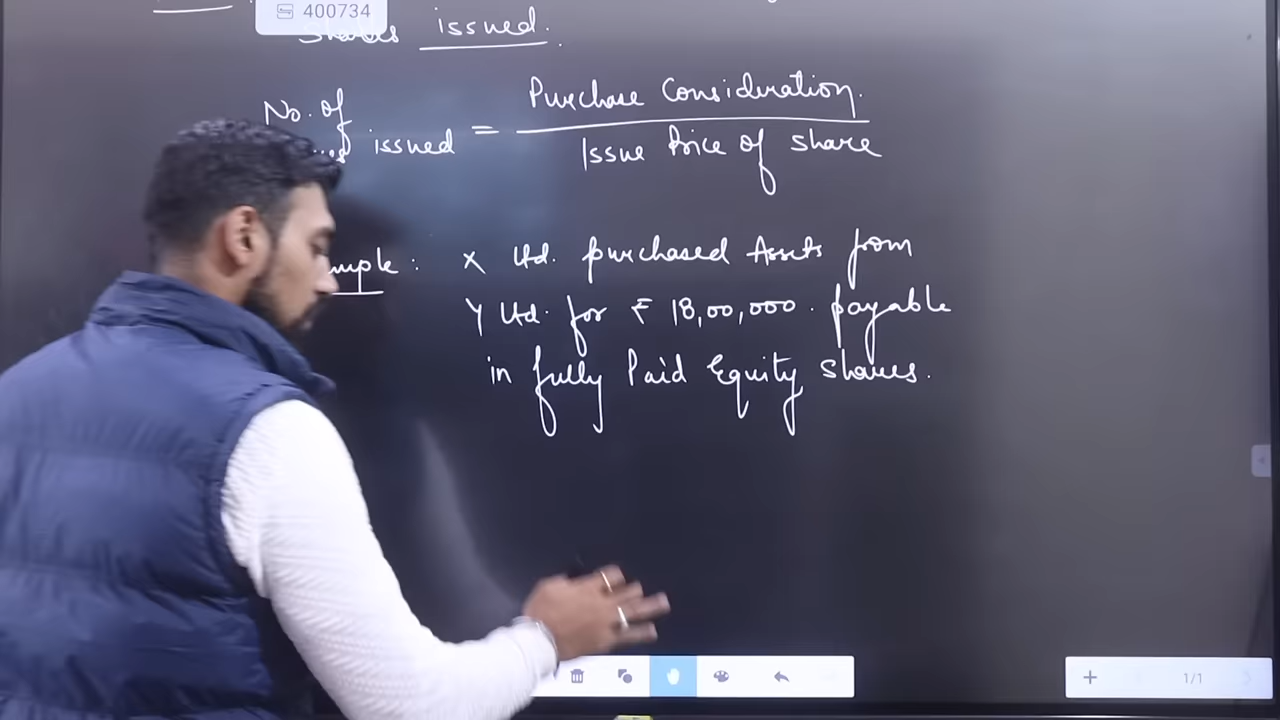 400734
issued.
No. of
issued = Purchase Consideration.
Issue Price of share
X Ltd. purchased Assets from
Y Ltd. for ₹ 18,00,000. payable
in fully Paid Equity shares.
1/1